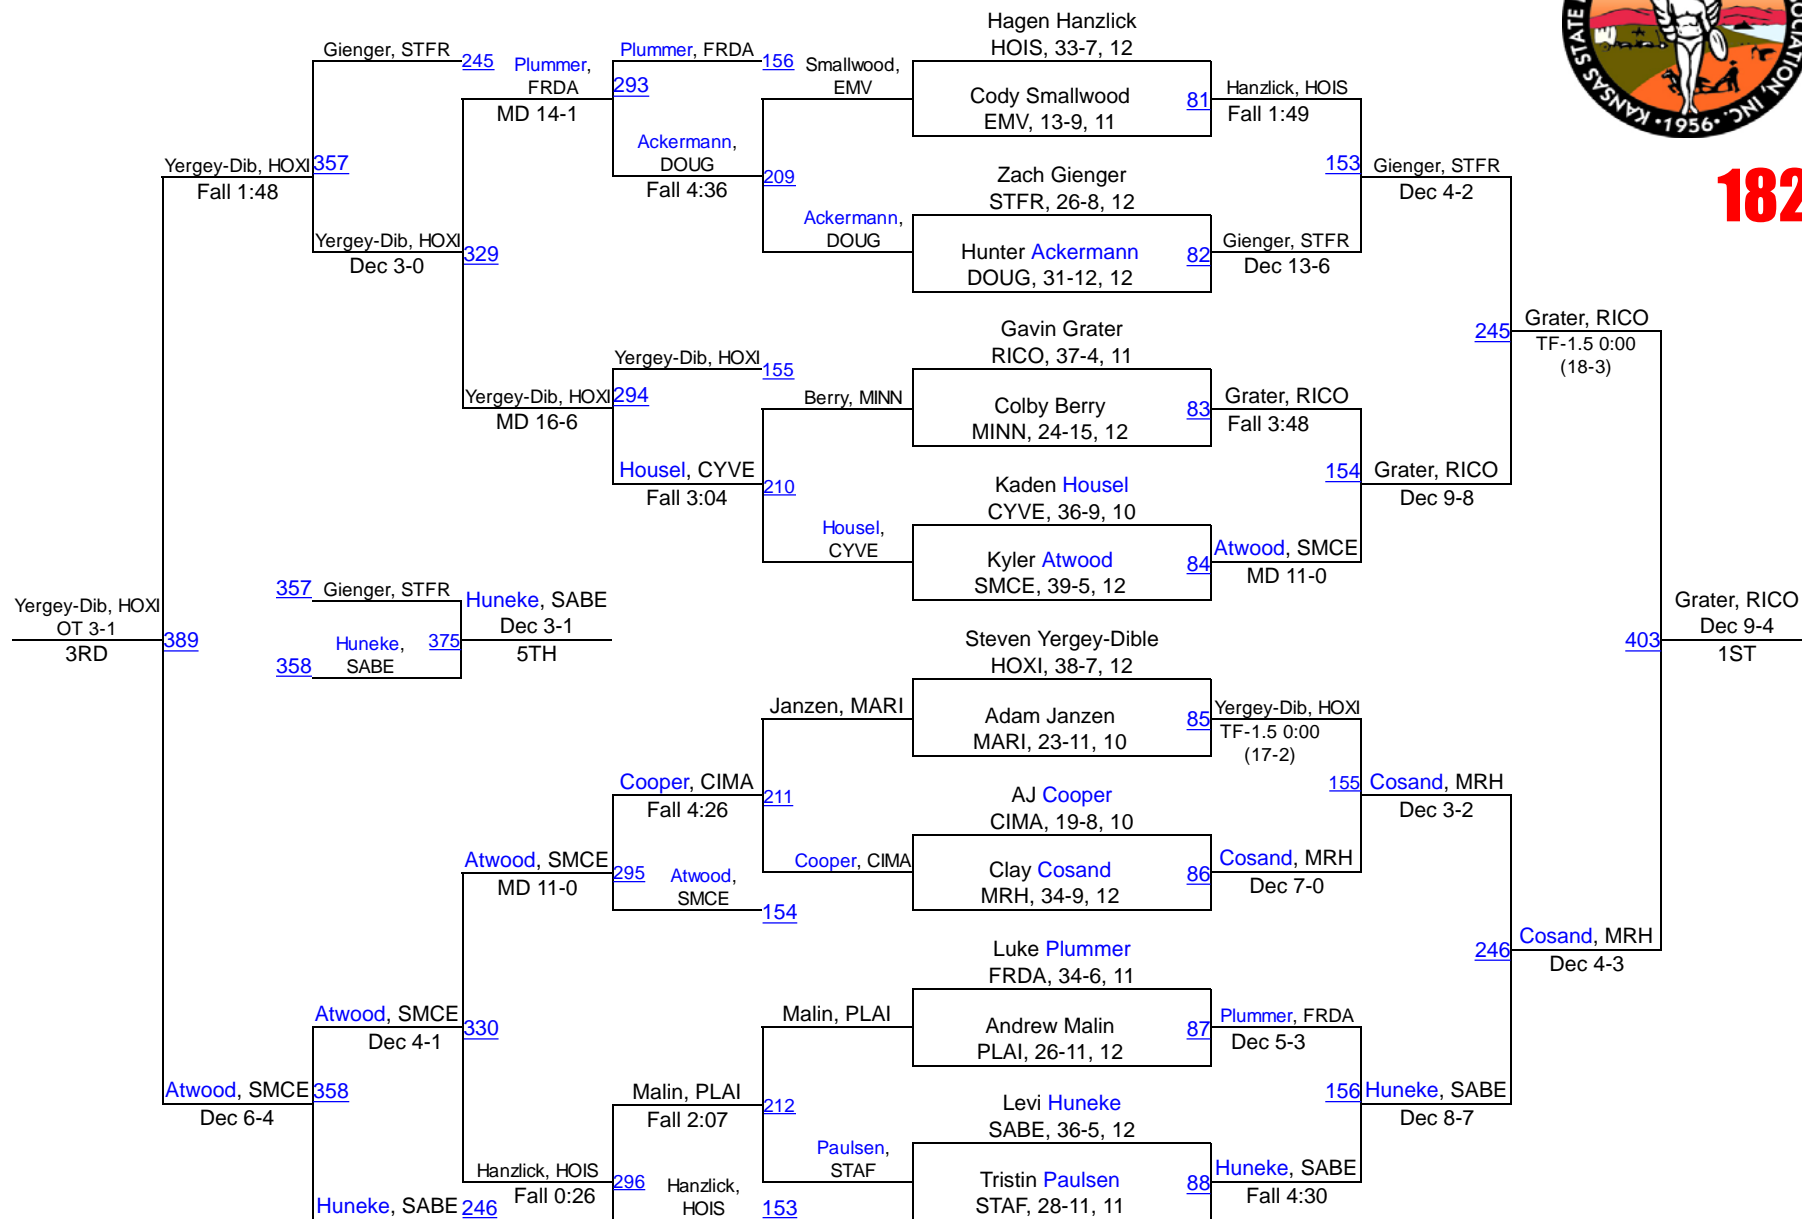 Hagen Hanzlick
HOIS, 33-7, 12
Cody Smallwood
EMV, 13-9, 11
Zach Gienger
STFR, 26-8, 12
Hunter Ackermann
DOUG, 31-12, 12
Gavin Grater
RICO, 37-4, 11
Colby Berry
MINN, 24-15, 12
Kaden Housel
CYVE, 36-9, 10
Kyler Atwood
SMCE, 39-5, 12
Steven Yergey-Dible
HOXI, 38-7, 12
Adam Janzen
MARI, 23-11, 10
AJ Cooper
CIMA, 19-8, 10
Clay Cosand
MRH, 34-9, 12
Luke Plummer
FRDA, 34-6, 11
Andrew Malin
PLAI, 26-11, 12
Levi Huneke
SABE, 36-5, 12
Tristin Paulsen
STAF, 28-11, 11
81
Hanzlick, HOIS
Fall 1:49
82
Gienger, STFR
Dec 13-6
83
Grater, RICO
Fall 3:48
84
Atwood, SMCE
MD 11-0
85
Yergey-Dib, HOXI
TF-1.5 0:00
(17-2)
86
Cosand, MRH
Dec 7-0
87
Plummer, FRDA
Dec 5-3
88
Huneke, SABE
Fall 4:30
153
Gienger, STFR
Dec 4-2
154
Grater, RICO
Dec 9-8
155
Cosand, MRH
Dec 3-2
156
Huneke, SABE
Dec 8-7
245
Grater, RICO
TF-1.5 0:00
(18-3)
246
Cosand, MRH
Dec 4-3
403
Grater, RICO
Dec 9-4
1ST
Smallwood,
EMV
Ackermann,
DOUG
Berry, MINN
Housel,
CYVE
Janzen, MARI
Cooper, CIMA
Malin, PLAI
Paulsen,
STAF
Plummer, FRDA
156
209
Ackermann,
DOUG
Fall 4:36
Yergey-Dib, HOXI
155
210
Housel, CYVE
Fall 3:04
211
Cooper, CIMA
Fall 4:26
Atwood,
SMCE
154
212
Malin, PLAI
Fall 2:07
Hanzlick,
HOIS
153
293
Plummer,
FRDA
MD 14-1
294
Yergey-Dib, HOXI
MD 16-6
295
Atwood, SMCE
MD 11-0
296
Hanzlick, HOIS
Fall 0:26
Gienger, STFR
245
329
Yergey-Dib, HOXI
Dec 3-0
330
Atwood, SMCE
Dec 4-1
Huneke, SABE
246
357
Yergey-Dib, HOXI
Fall 1:48
358
Atwood, SMCE
Dec 6-4
389
Yergey-Dib, HOXI
OT 3-1
3RD
357
Gienger, STFR
358
Huneke,
SABE
375
Huneke, SABE
Dec 3-1
5TH
182
KANSAS STATE
OCIATION, INC.
•1956•